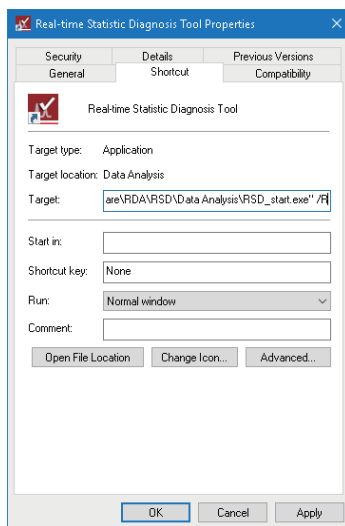 Real-time Statistic Diagnosis Tool Properties
Security Details Previous Versions
General Shortcut Compatibility
Real-time Statistic Diagnosis Tool
Target type: Application
Target location: Data Analysis
Target: are\RDA\RSD\Data Analysis\RSD_start.exe" /R
Start in:
Shortcut key: None
Run: Normal window
Comment:
Open File Location Change Icon... Advanced...
OK Cancel Apply